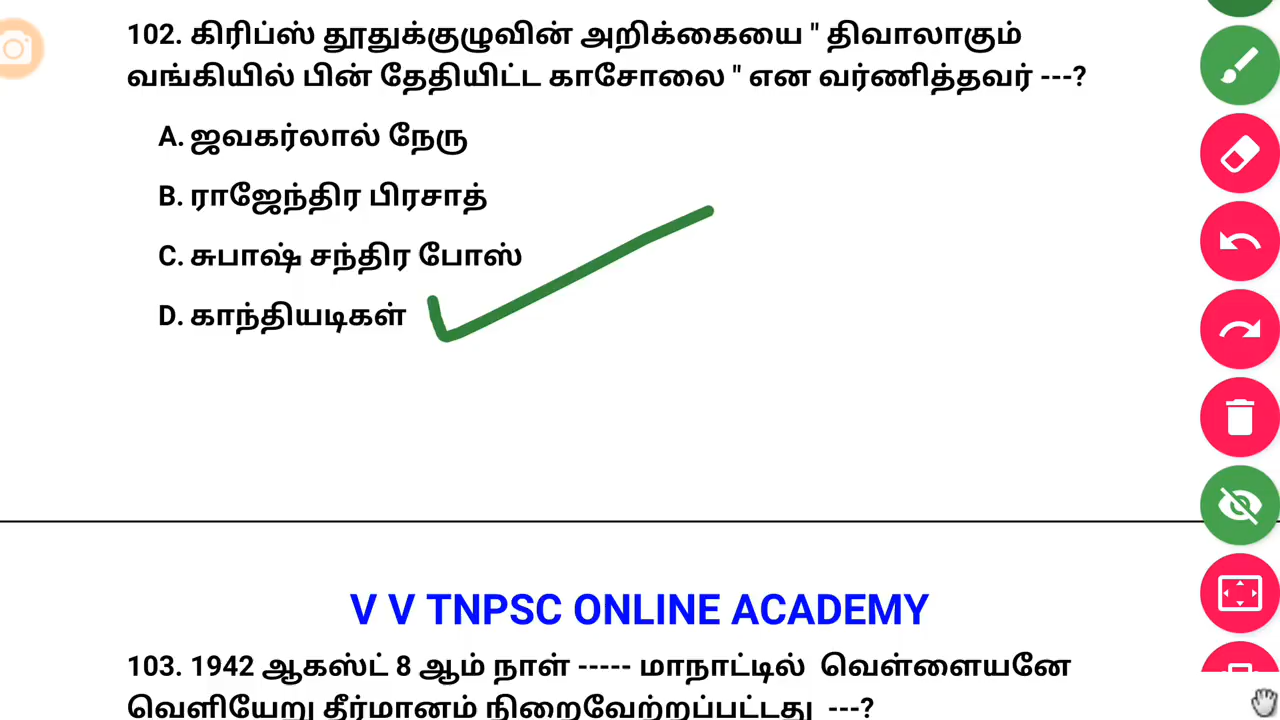 102. கிரிப்ஸ் தூதுக்குழுவின் அறிக்கையை " திவாலாகும்
வங்கியில் பின் தேதியிட்ட காசோலை " என வர்ணித்தவர் ---?
A. ஜவகர்லால் நேரு
B. ராஜேந்திர பிரசாத்
C. சுபாஷ் சந்திர போஸ்
D. காந்தியடிகள்
V V TNPSC ONLINE ACADEMY
103. 1942 ஆகஸ்ட் 8 ஆம் நாள் ----- மாநாட்டில் வெள்ளையனே
வெளியேறு தீர்மானம் நிறைவேற்றப்பட்டது ---?